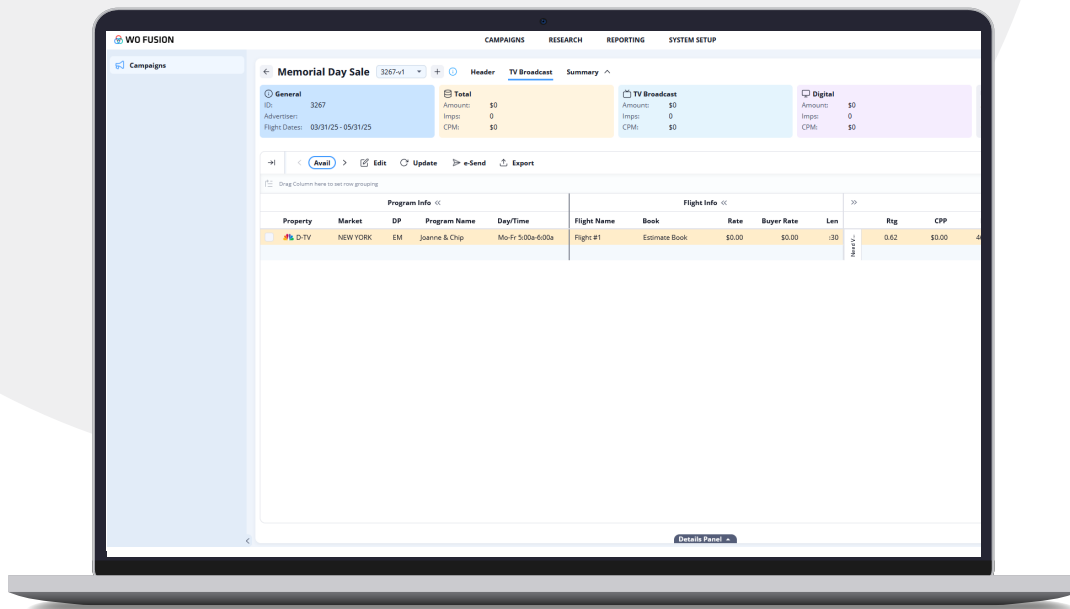 WO FUSION
CAMPAIGNS RESEARCH REPORTING SYSTEM SETUP
Campaigns
Memorial Day Sale 3267-v1 Header TV Broadcast Summary
General Total TV Broadcast Digital
ID: 3267 Amount: $0 Amount: $0 Amount: $0
Advertiser: Imps: 0 Imps: 0 Imps: 0
Flight Dates: 03/31/25 - 05/31/25 CPM: $0 CPM: $0 CPM: $0
Avail Edit Update e-Send Export
Drag Column here to set row grouping
Program Info Flight Info
Property Market DP Program Name Day/Time Flight Name Book Rate Buyer Rate Len Rtg CPP
D-TV NEW YORK EM Joanne & Chip Mo-Fr 5:00a-6:00a Flight #1 Estimate Book $0.00 $0.00 :30 Need V... 0.62 $0.00
Details Panel